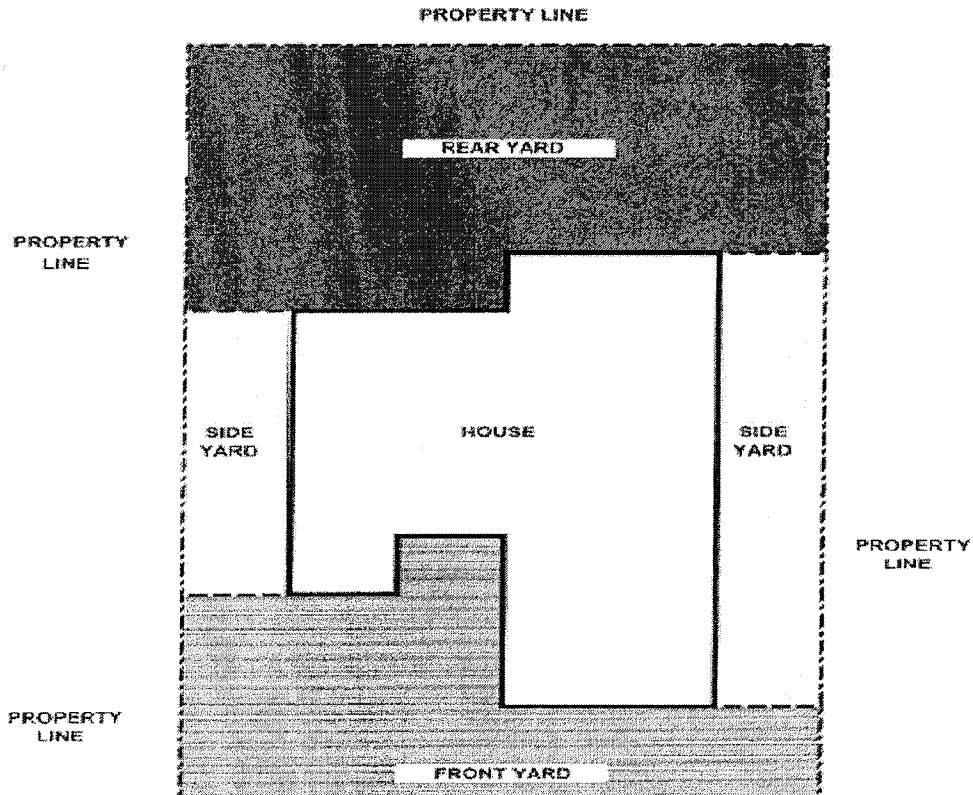 PROPERTY LINE
REAR YARD
PROPERTY
LINE
SIDE
YARD
HOUSE
SIDE
YARD
PROPERTY
LINE
PROPERTY
LINE
FRONT YARD